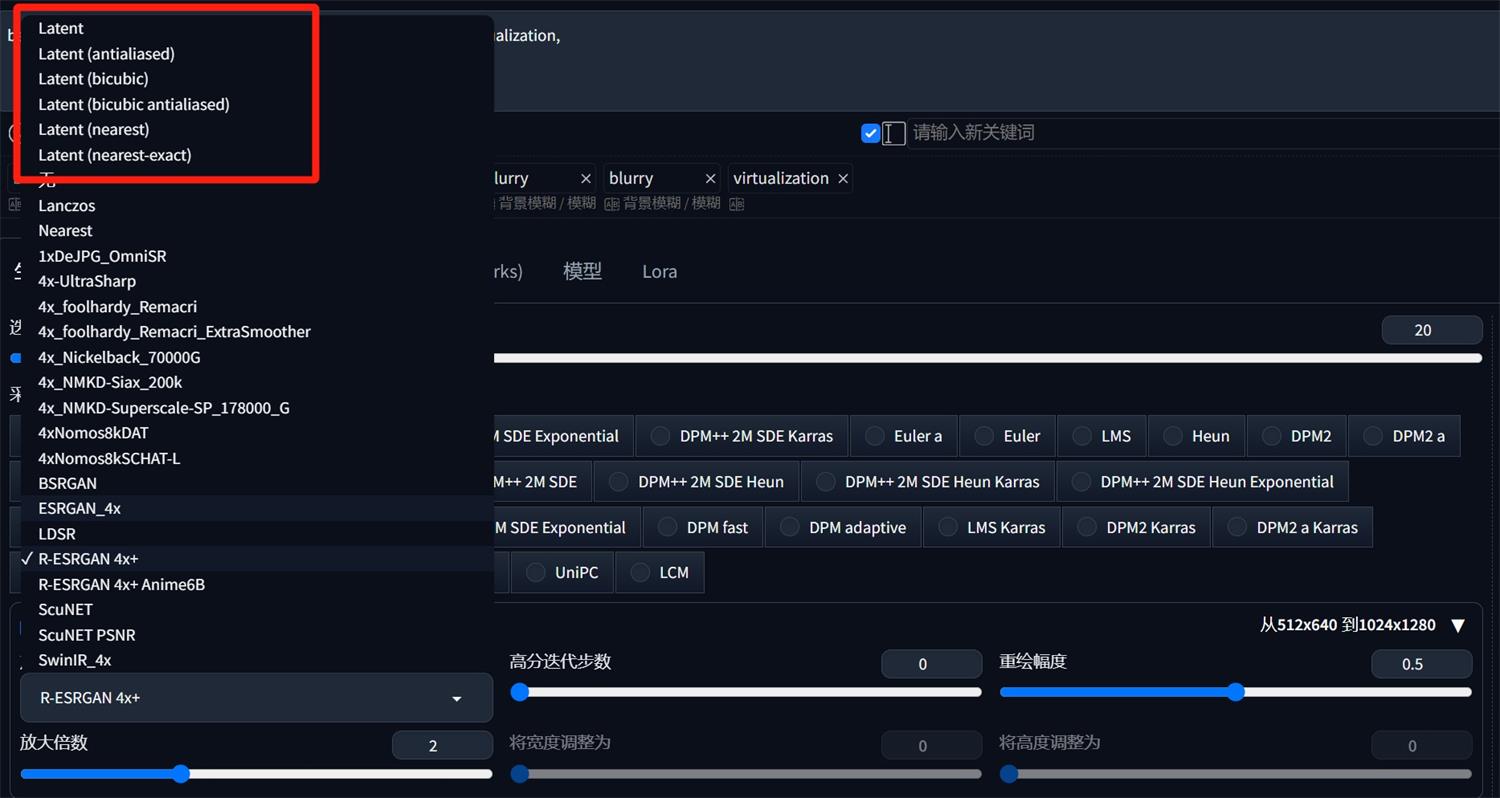 Latent
alization,
Latent (antialiased)
Latent (bicubic)
Latent (bicubic antialiased)
Latent (nearest)
请输入新关键词
Latent (nearest-exact)
无
lurry × blurry × virtualization ×
背景模糊 / 模糊 背景模糊 / 模糊
Lanczos
Nearest
1xDeJPG_OmniSR
rks) 模型 Lora
4x-UltraSharp
4x_foolhardy_Remacri
4x_foolhardy_Remacri_ExtraSmoother
20
4x_Nickelback_70000G
4x_NMKD-Siax_200k
4x_NMKD-Superscale-SP_178000_G
4xNomos8kDAT
M SDE Exponential DPM++ 2M SDE Karras Euler a Euler LMS Heun DPM2 DPM2 a
4xNomos8kSCHAT-L
BSRGAN
M++ 2M SDE DPM++ 2M SDE Heun DPM++ 2M SDE Heun Karras DPM++ 2M SDE Heun Exponential
ESRGAN_4x
LDSR
M SDE Exponential DPM fast DPM adaptive LMS Karras DPM2 Karras DPM2 a Karras
✓ R-ESRGAN 4x+
R-ESRGAN 4x+ Anime6B
UniPC LCM
ScuNET
从512x640 到1024x1280 ▼
ScuNET PSNR
SwinIR_4x
高分迭代步数 0 重绘幅度 0.5
R-ESRGAN 4x+
放大倍数 2 将宽度调整为 0 将高度调整为 0